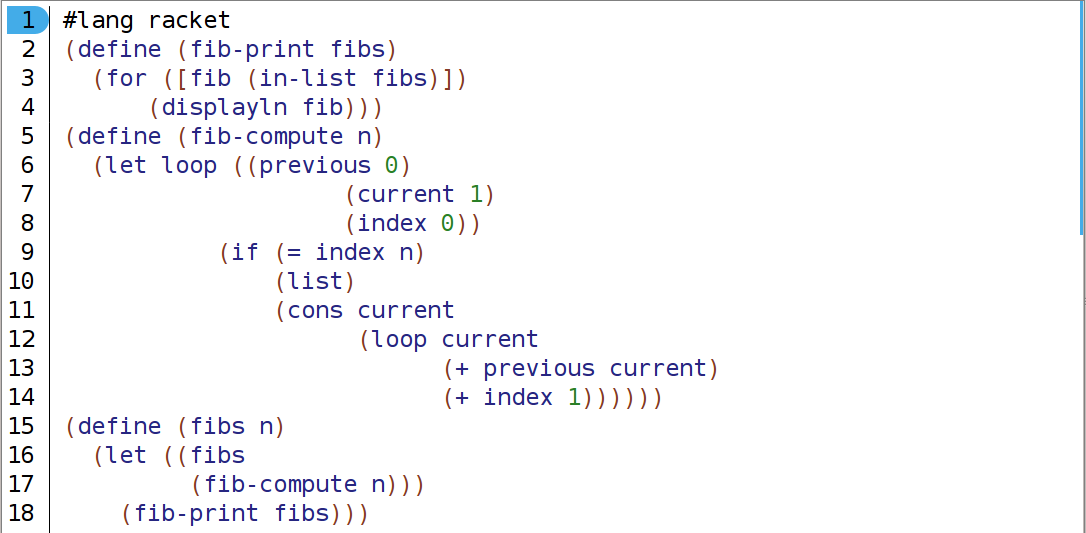 1 #lang racket
2 (define (fib-print fibs)
3   (for ([fib (in-list fibs)])
4       (displayln fib)))
5 (define (fib-compute n)
6   (let loop ((previous 0)
7                     (current 1)
8                     (index 0))
9            (if (= index n)
10                (list)
11                (cons current
12                      (loop current
13                            (+ previous current)
14                            (+ index 1))))))
15 (define (fibs n)
16   (let ((fibs
17          (fib-compute n)))
18     (fib-print fibs)))